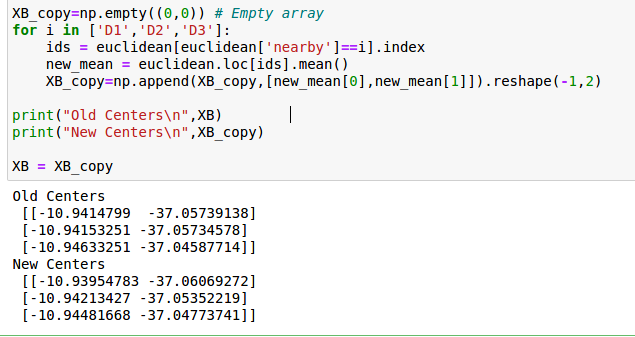 XB_copy=np.empty((0,0)) # Empty array
for i in ['D1','D2','D3']:
    ids = euclidean[euclidean['nearby']==i].index
    new_mean = euclidean.loc[ids].mean()
    XB_copy=np.append(XB_copy,[new_mean[0],new_mean[1]]).reshape(-1,2)
print("Old Centers\n",XB)
print("New Centers\n",XB_copy)
XB = XB_copy
Old Centers
 [[-10.9414799  -37.05739138]
 [-10.94153251 -37.05734578]
 [-10.94633251 -37.04587714]]
New Centers
 [[-10.93954783 -37.06069272]
 [-10.94213427 -37.05352219]
 [-10.94481668 -37.04773741]]